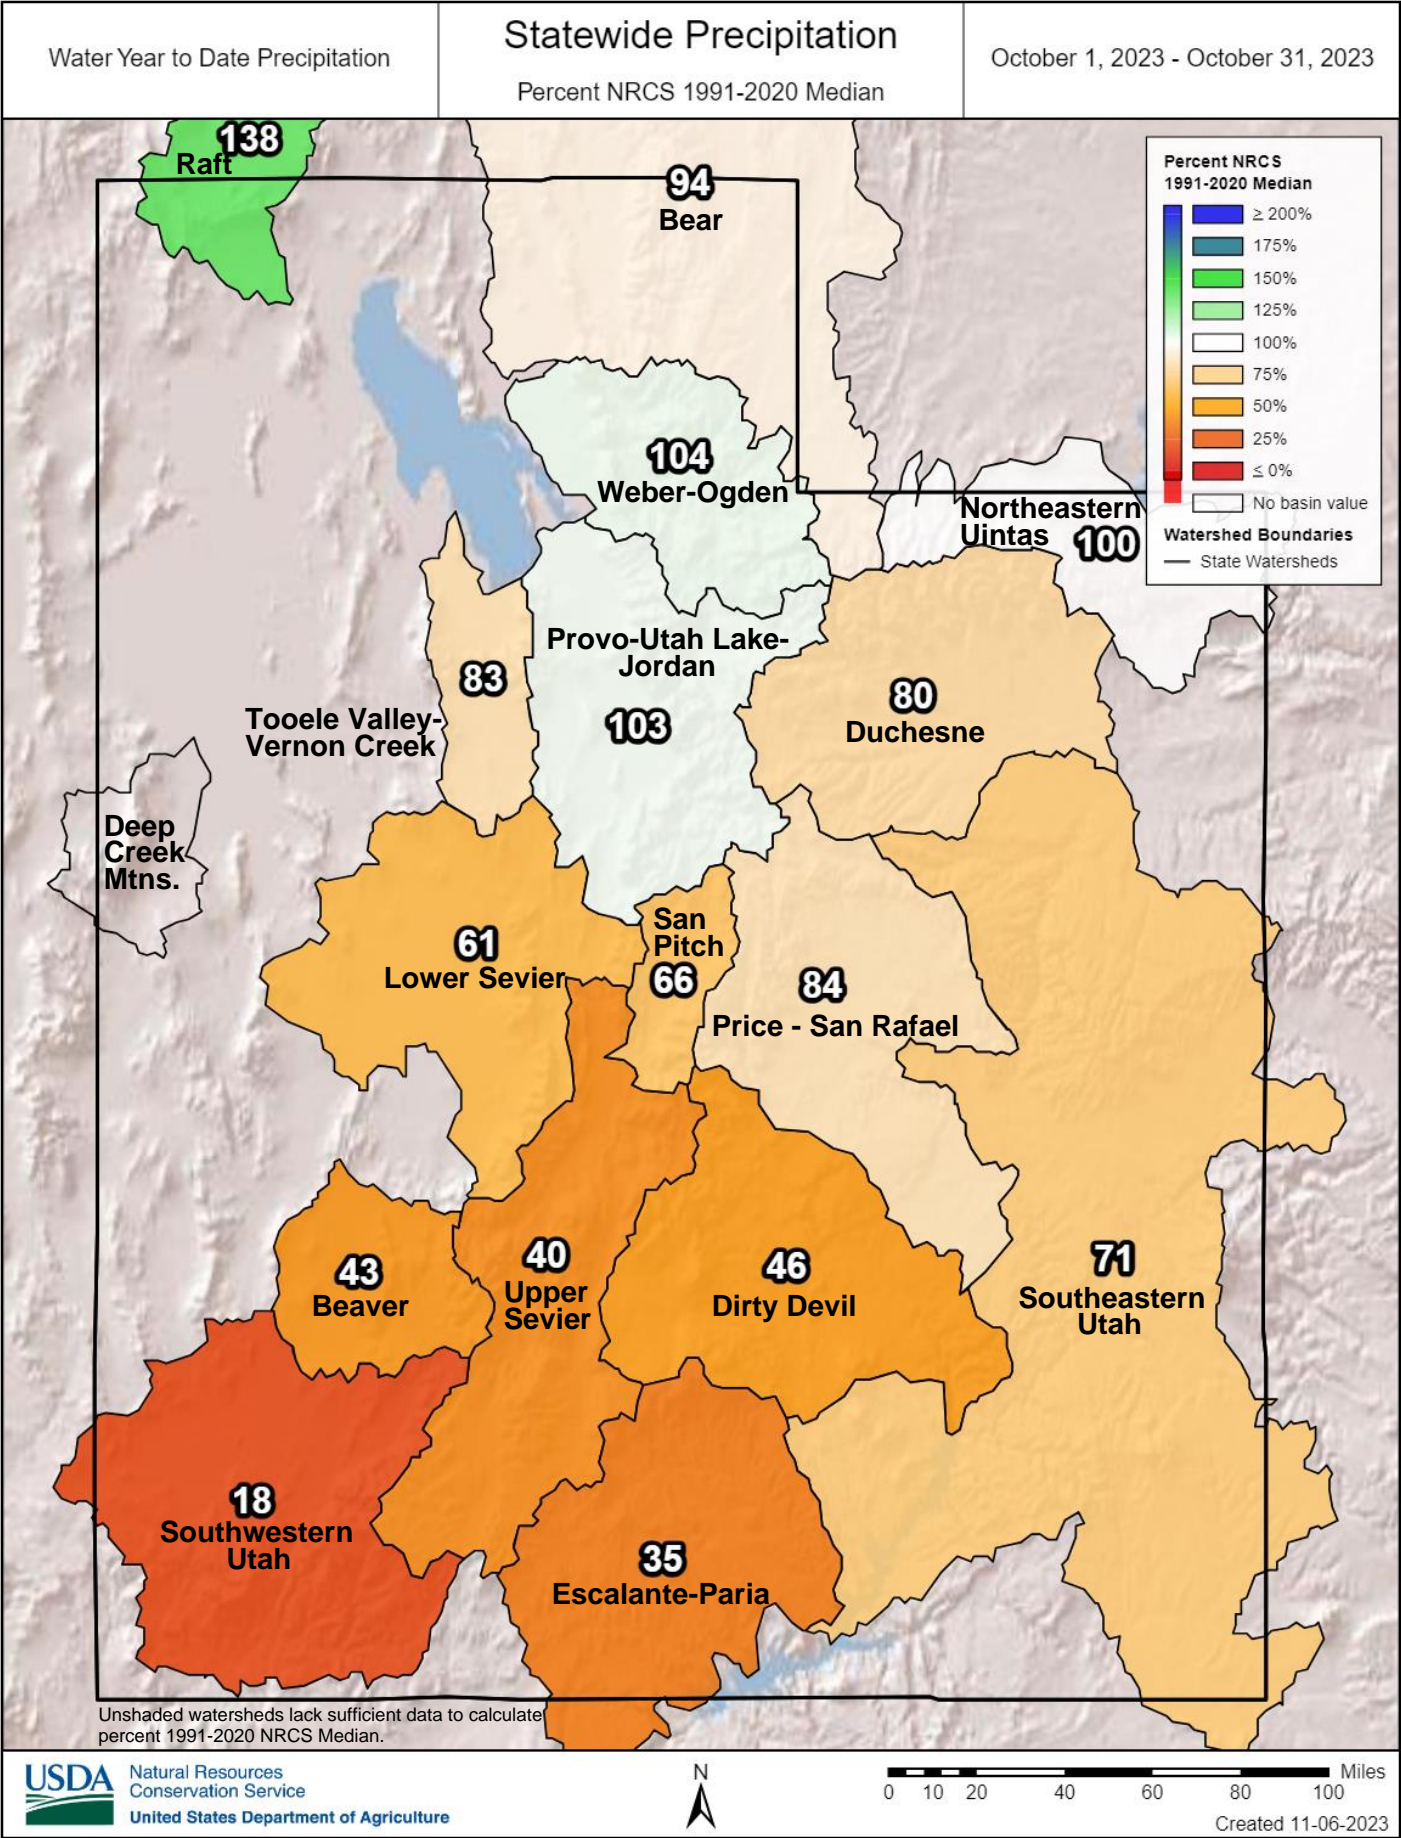 Water Year to Date Precipitation
Statewide Precipitation
Percent NRCS 1991-2020 Median
October 1, 2023 - October 31, 2023
138
Raft
94
Bear
Percent NRCS
1991-2020 Median
≥ 200%
175%
150%
125%
100%
75%
50%
25%
≤ 0%
No basin value
Watershed Boundaries
State Watersheds
104
Weber-Ogden
Northeastern
Uintas
100
Provo-Utah Lake-
Jordan
103
83
Tooele Valley-
Vernon Creek
80
Duchesne
Deep
Creek
Mtns.
61
Lower Sevier
San
Pitch
66
84
Price - San Rafael
43
Beaver
40
Upper
Sevier
46
Dirty Devil
71
Southeastern
Utah
18
Southwestern
Utah
35
Escalante-Paria
Unshaded watersheds lack sufficient data to calculate
percent 1991-2020 NRCS Median.
USDA
Natural Resources
Conservation Service
United States Department of Agriculture
N
Miles
0 10 20 40 60 80 100
Created 11-06-2023